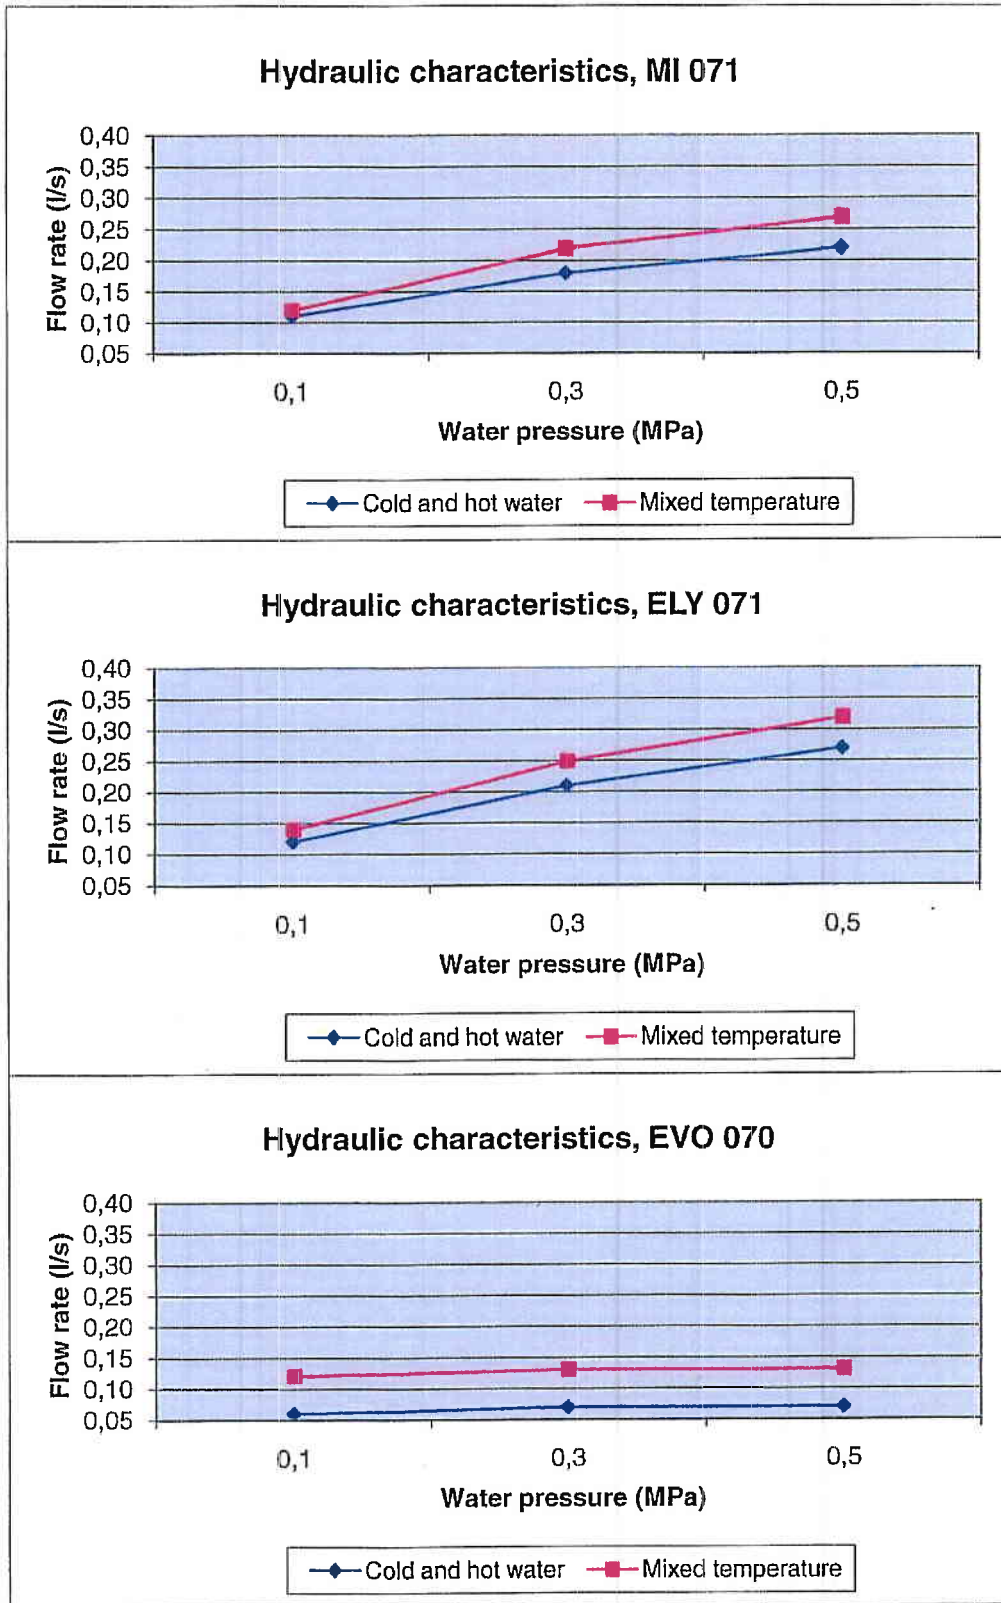 Hydraulic characteristics, MI 071
Flow rate (l/s)
0,40
0,35
0,30
0,25
0,20
0,15
0,10
0,05
0,1 0,3 0,5
Water pressure (MPa)
Cold and hot water Mixed temperature
Hydraulic characteristics, ELY 071
Flow rate (l/s)
0,40
0,35
0,30
0,25
0,20
0,15
0,10
0,05
0,1 0,3 0,5
Water pressure (MPa)
Cold and hot water Mixed temperature
Hydraulic characteristics, EVO 070
Flow rate (l/s)
0,40
0,35
0,30
0,25
0,20
0,15
0,10
0,05
0,1 0,3 0,5
Water pressure (MPa)
Cold and hot water Mixed temperature